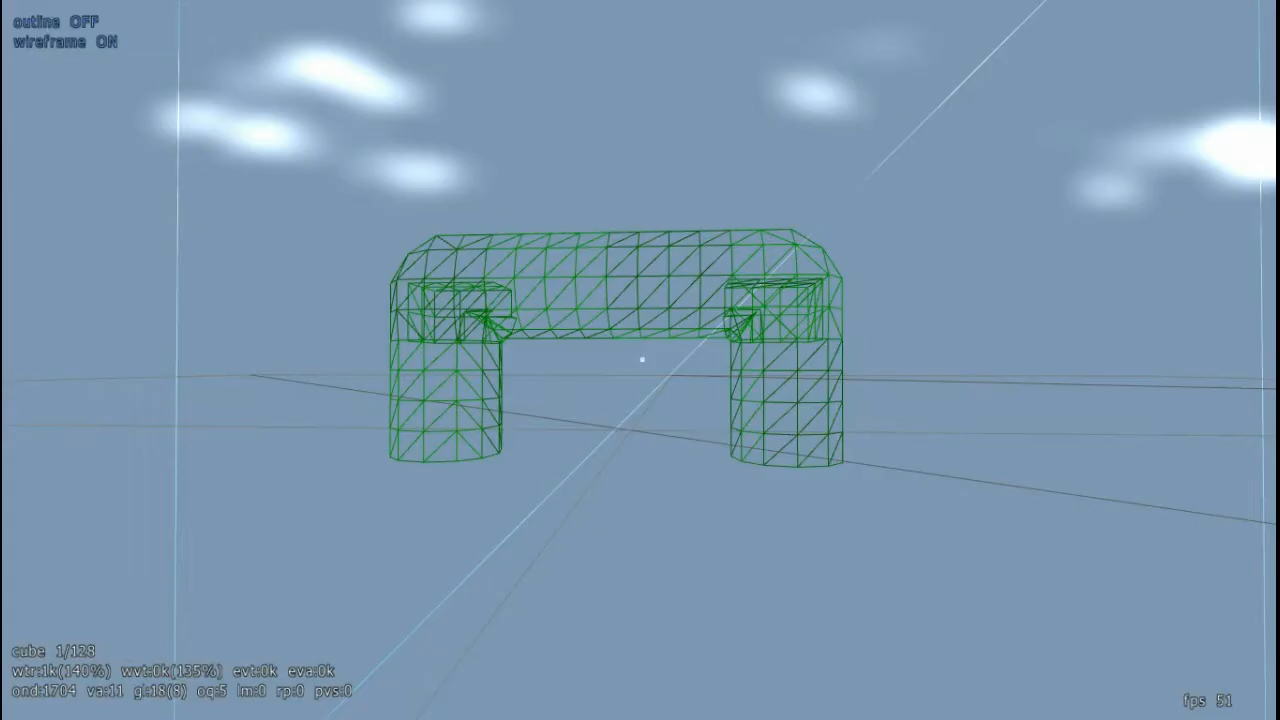 outline OFF
wireframe ON
cube 1/128
wtr:1k(140%) wvt:0k(135%) evt:0k eva:0k
ond:1704 va:11 gl:18(8) oq:5 lm:0 rp:0 pvs:0
fps 51